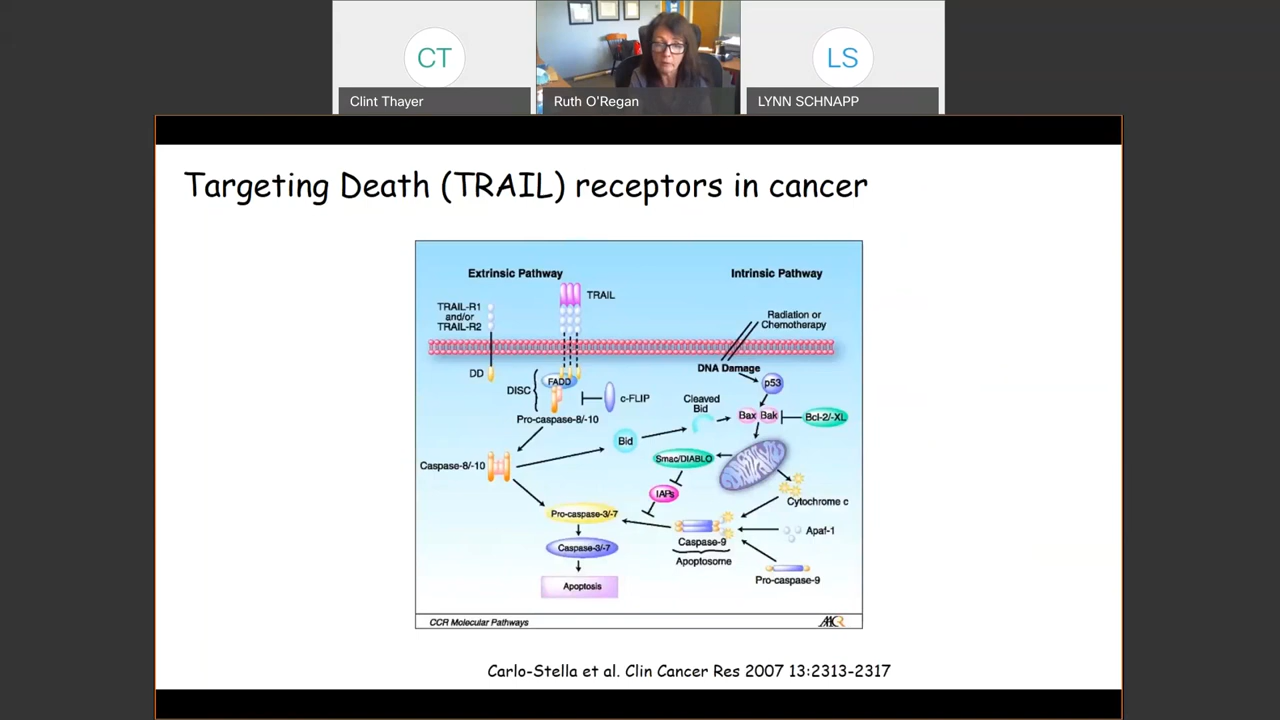 CT
LS
Clint Thayer
Ruth O'Regan
LYNN SCHNAPP
Targeting Death (TRAIL) receptors in cancer
Extrinsic Pathway
Intrinsic Pathway
TRAIL
TRAIL-R1
and/or
TRAIL-R2
Radiation or
Chemotherapy
DD
DISC
FADD
c-FLIP
Pro-caspase-8/-10
DNA Damage
p53
Cleaved
Bid
Bax Bak
Bcl-2/-XL
Bid
Caspase-8/-10
Smac/DIABLO
IAPs
Cytochrome c
Pro-caspase-3/-7
Caspase-9
Apaf-1
Caspase-3/-7
Apoptosome
Pro-caspase-9
Apoptosis
CCR Molecular Pathways
AACR
Carlo-Stella et al. Clin Cancer Res 2007 13:2313-2317